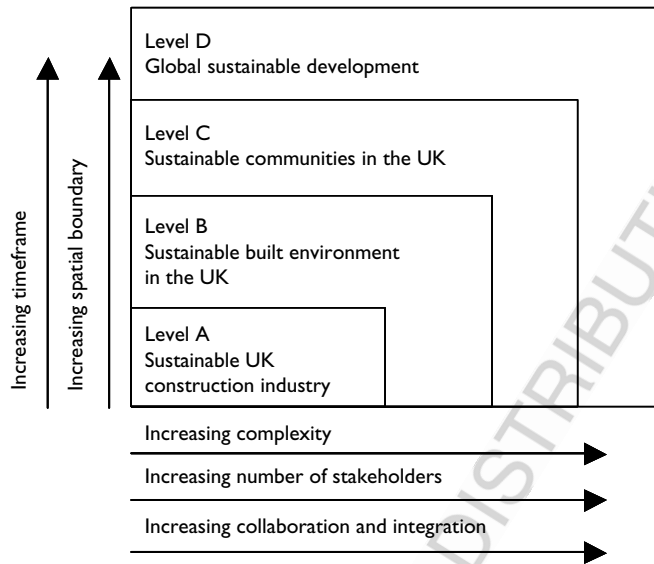 Level D
Global sustainable development
Level C
Sustainable communities in the UK
Level B
Sustainable built environment
in the UK
Level A
Sustainable UK
construction industry
Increasing timeframe
Increasing spatial boundary
Increasing complexity
Increasing number of stakeholders
Increasing collaboration and integration
DISTRIBUT